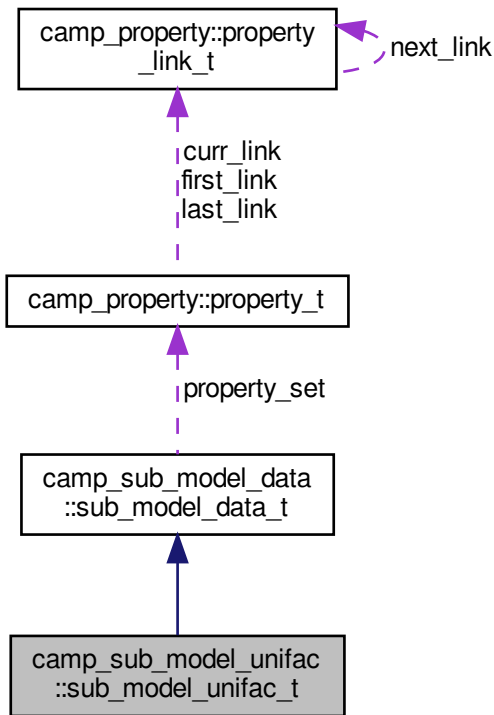 camp_property::property
_link_t
next_link
curr_link
first_link
last_link
camp_property::property_t
property_set
camp_sub_model_data
::sub_model_data_t
camp_sub_model_unifac
::sub_model_unifac_t